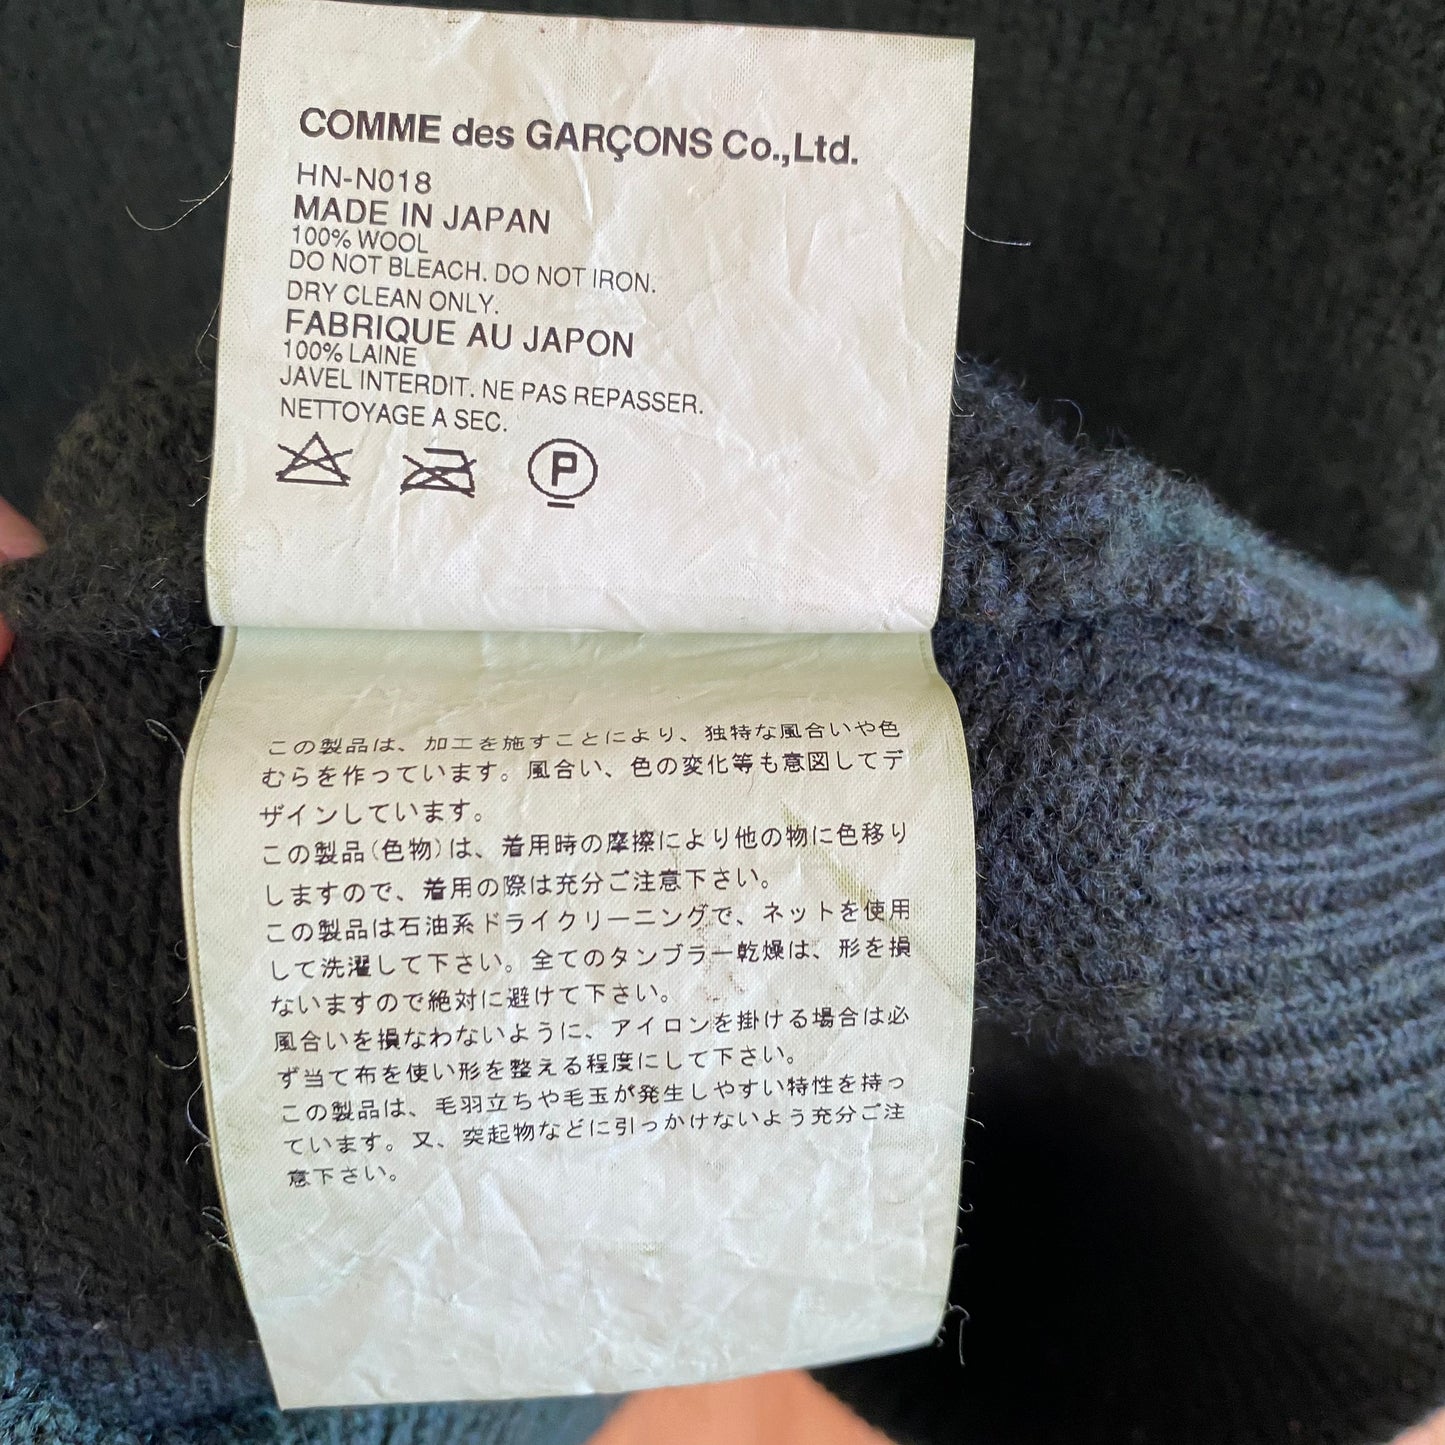 COMME des GARÇONS Co.,Ltd.
HN-N018
MADE IN JAPAN
100% WOOL
DO NOT BLEACH. DO NOT IRON.
DRY CLEAN ONLY.
FABRIQUE AU JAPON
100% LAINE
JAVEL INTERDIT. NE PAS REPASSER.
NETTOYAGE A SEC.
P
この製品は、加工を施すことにより、独特な風合いや色
むらを作っています。風合い、色の変化等も意図してデ
ザインしています。
この製品(色物)は、着用時の摩擦により他の物に色移り
しますので、着用の際は充分ご注意下さい。
この製品は石油系ドライクリーニングで、ネットを使用
して洗濯して下さい。全てのタンブラー乾燥は、形を損
ないますので絶対に避けて下さい。
風合いを損なわないように、アイロンを掛ける場合は必
ず当て布を使い形を整える程度にして下さい。
この製品は、毛羽立ちや毛玉が発生しやすい特性を持っ
ています。又、突起物などに引っかけないよう充分ご注
意下さい。